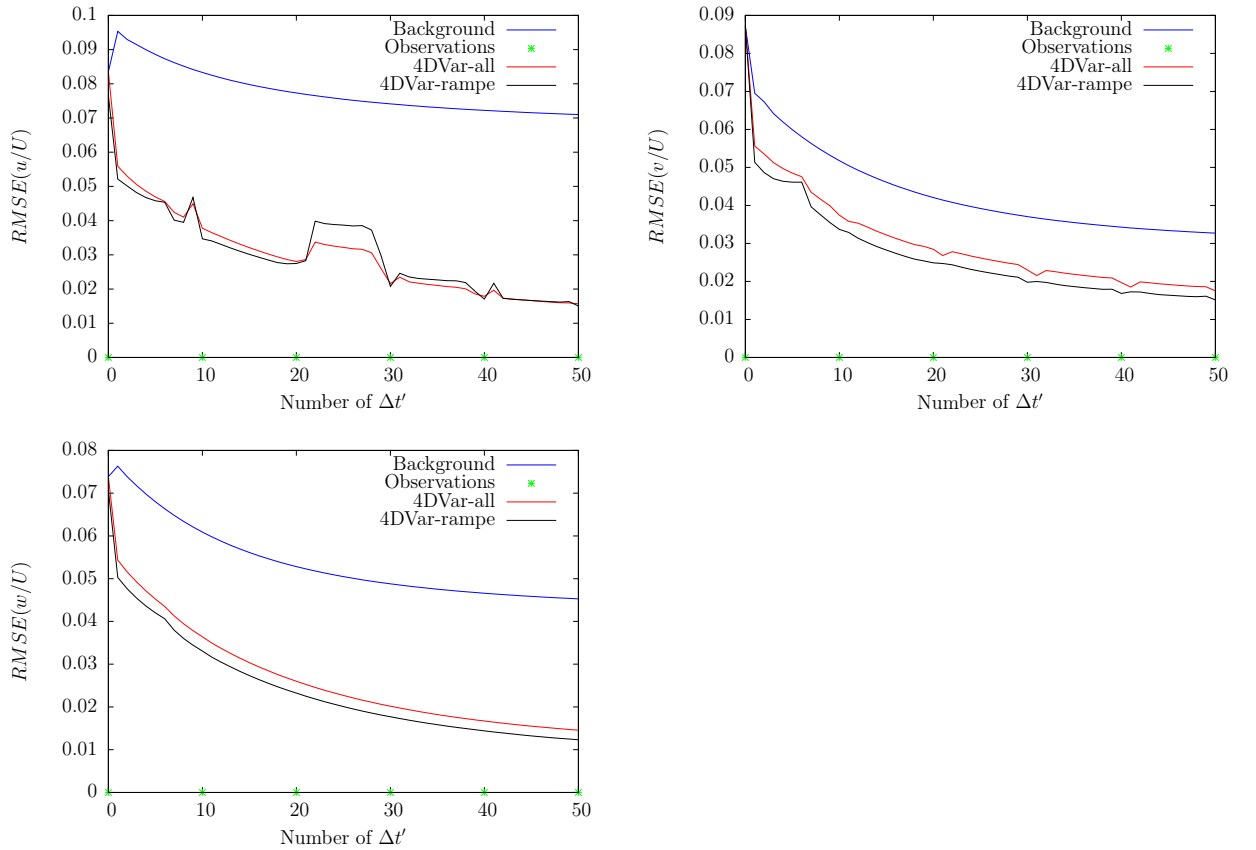 0.1
0.09
0.08
0.07
0.06
0.05
0.04
0.03
0.02
0.01
0
RMSE(u/U)
Background
Observations
4DVar-all
4DVar-rampe
0 10 20 30 40 50
Number of Δt′
0.09
0.08
0.07
0.06
0.05
0.04
0.03
0.02
0.01
0
RMSE(v/U)
Background
Observations
4DVar-all
4DVar-rampe
0 10 20 30 40 50
Number of Δt′
0.08
0.07
0.06
0.05
0.04
0.03
0.02
0.01
0
RMSE(w/U)
Background
Observations
4DVar-all
4DVar-rampe
0 10 20 30 40 50
Number of Δt′